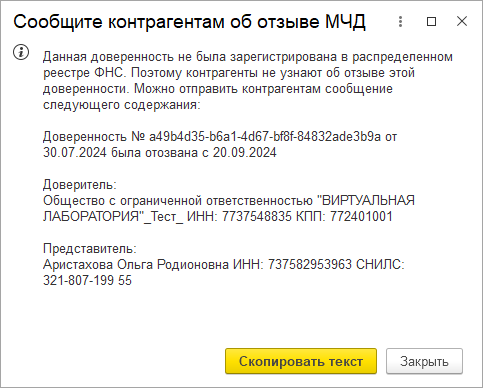 Сообщите контрагентам об отзыве МЧД
Данная доверенность не была зарегистрирована в распределенном
реестре ФНС. Поэтому контрагенты не узнают об отзыве этой
доверенности. Можно отправить контрагентам сообщение
следующего содержания:
Доверенность № a49b4d35-b6a1-4d67-bf8f-84832ade3b9a от
30.07.2024 была отозвана с 20.09.2024
Доверитель:
Общество с ограниченной ответственностью "ВИРТУАЛЬНАЯ
ЛАБОРАТОРИЯ"_Тест_ ИНН: 7737548835 КПП: 772401001
Представитель:
Аристахова Ольга Родионовна ИНН: 737582953963 СНИЛС:
321-807-199 55
Скопировать текст
Закрыть